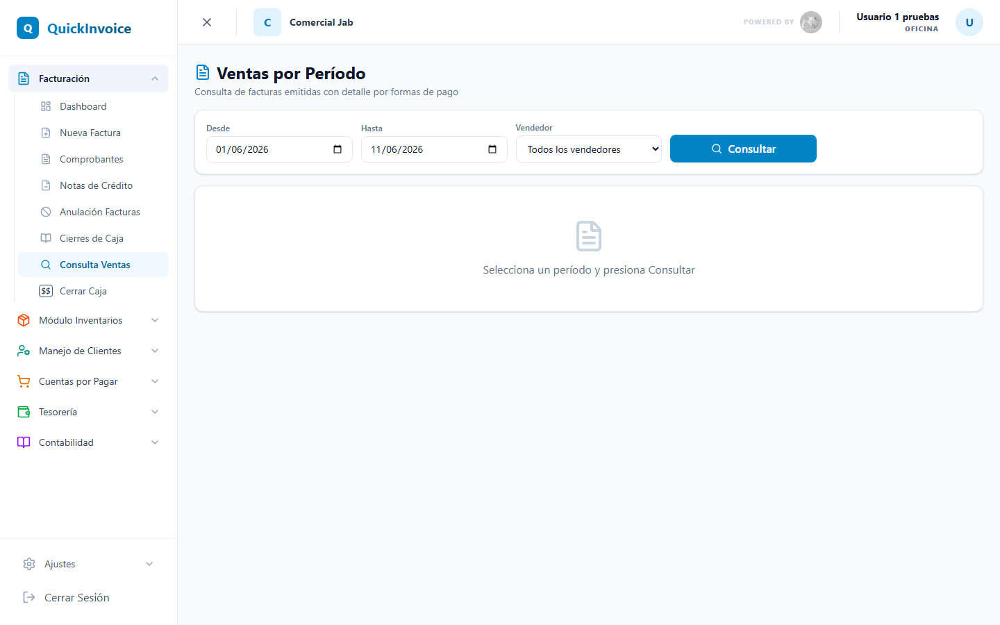 Q QuickInvoice
Facturación
Dashboard
Nueva Factura
Comprobantes
Notas de Crédito
Anulación Facturas
Cierres de Caja
Consulta Ventas
$$ Cerrar Caja
Módulo Inventarios
Manejo de Clientes
Cuentas por Pagar
Tesorería
Contabilidad
Ajustes
Cerrar Sesión
C Comercial Jab
POWERED BY
Usuario 1 pruebas
OFICINA
U
Ventas por Período
Consulta de facturas emitidas con detalle por formas de pago
Desde
01/06/2026
Hasta
11/06/2026
Vendedor
Todos los vendedores
Consultar
Selecciona un período y presiona Consultar